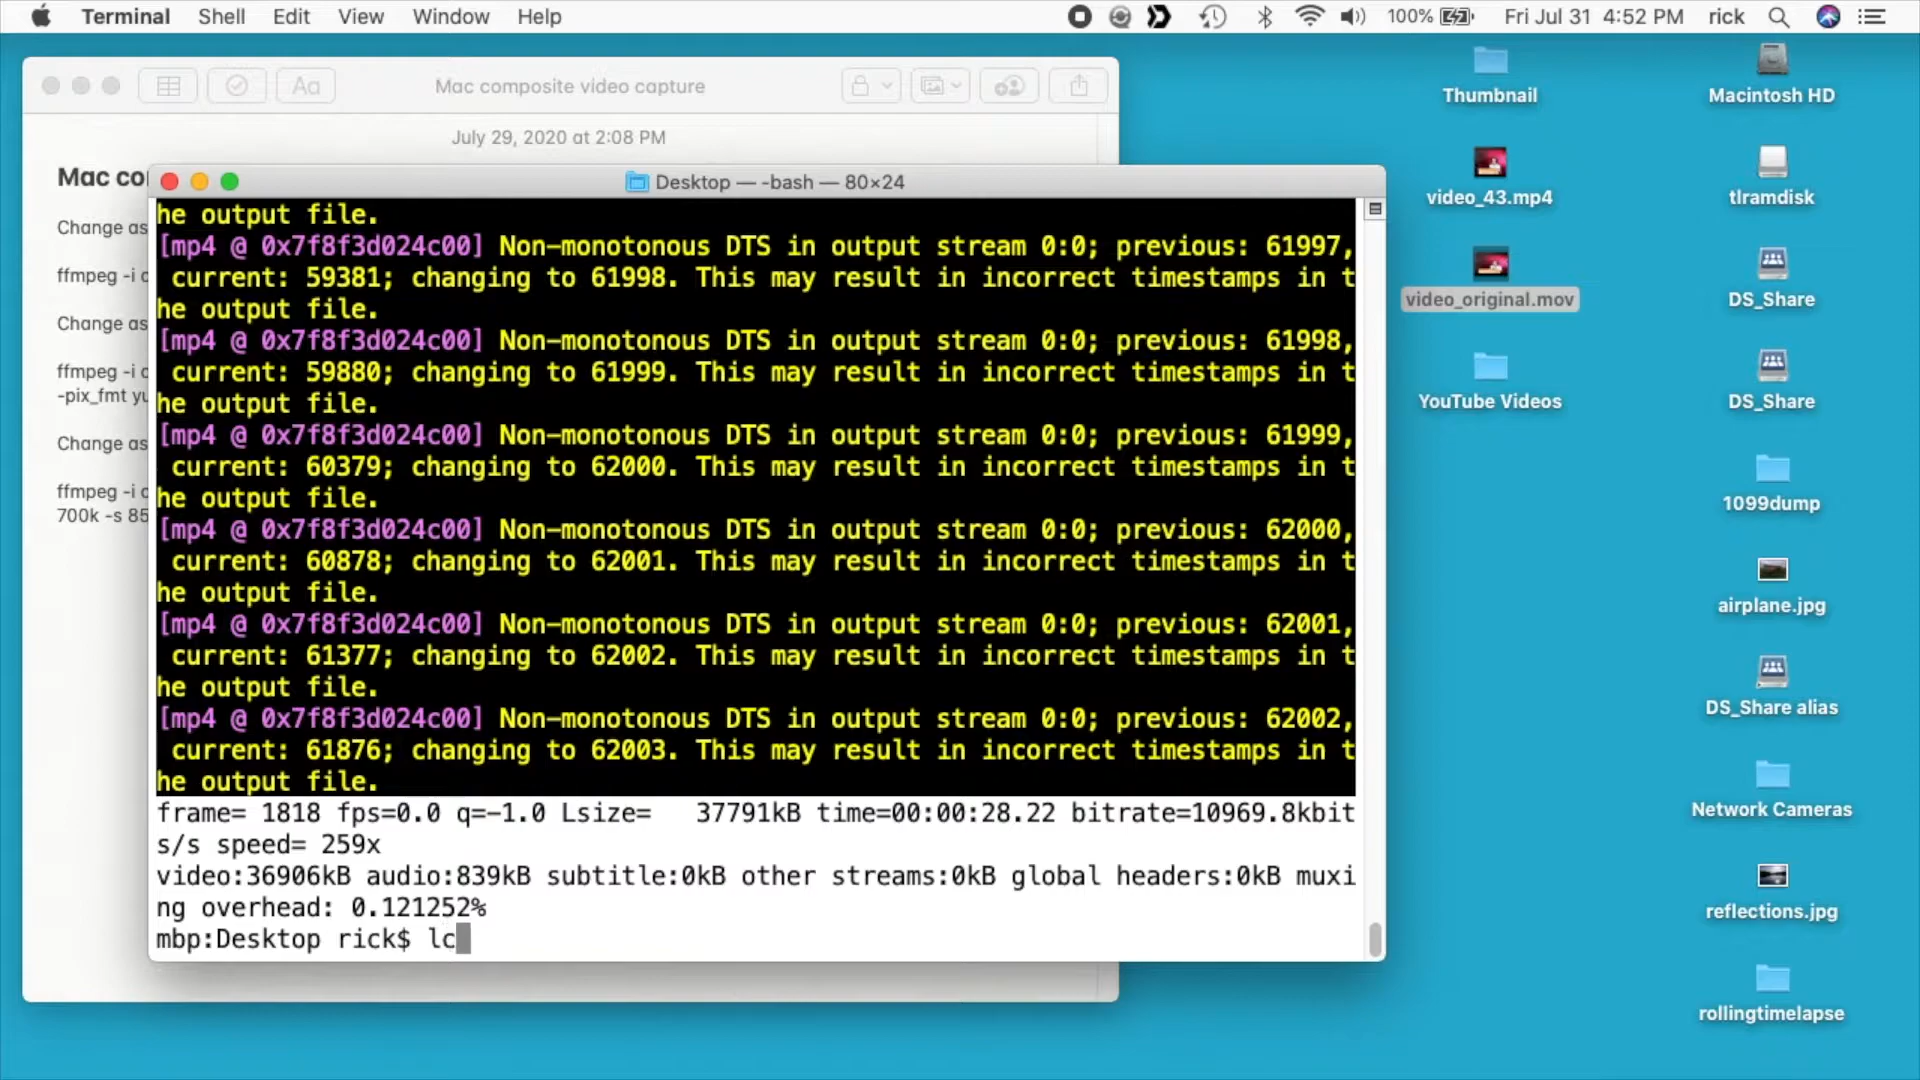 Terminal Shell Edit View Window Help 100% Fri Jul 31 4:52 PM rick
Aa Mac composite video capture
July 29, 2020 at 2:08 PM
Mac co
Change as
ffmpeg -i c
Change as
ffmpeg -i c
-pix_fmt yu
Change as
ffmpeg -i c
700k -s 85
Desktop — -bash — 80×24
he output file.
[mp4 @ 0x7f8f3d024c00] Non-monotonous DTS in output stream 0:0; previous: 61997,
current: 59381; changing to 61998. This may result in incorrect timestamps in t
he output file.
[mp4 @ 0x7f8f3d024c00] Non-monotonous DTS in output stream 0:0; previous: 61998,
current: 59880; changing to 61999. This may result in incorrect timestamps in t
he output file.
[mp4 @ 0x7f8f3d024c00] Non-monotonous DTS in output stream 0:0; previous: 61999,
current: 60379; changing to 62000. This may result in incorrect timestamps in t
he output file.
[mp4 @ 0x7f8f3d024c00] Non-monotonous DTS in output stream 0:0; previous: 62000,
current: 60878; changing to 62001. This may result in incorrect timestamps in t
he output file.
[mp4 @ 0x7f8f3d024c00] Non-monotonous DTS in output stream 0:0; previous: 62001,
current: 61377; changing to 62002. This may result in incorrect timestamps in t
he output file.
[mp4 @ 0x7f8f3d024c00] Non-monotonous DTS in output stream 0:0; previous: 62002,
current: 61876; changing to 62003. This may result in incorrect timestamps in t
he output file.
frame= 1818 fps=0.0 q=-1.0 Lsize=   37791kB time=00:00:28.22 bitrate=10969.8kbit
s/s speed= 259x
video:36906kB audio:839kB subtitle:0kB other streams:0kB global headers:0kB muxi
ng overhead: 0.121252%
mbp:Desktop rick$ lc
Thumbnail
video_43.mp4
video_original.mov
YouTube Videos
Macintosh HD
tlramdisk
DS_Share
DS_Share
1099dump
airplane.jpg
DS_Share alias
Network Cameras
reflections.jpg
rollingtimelapse